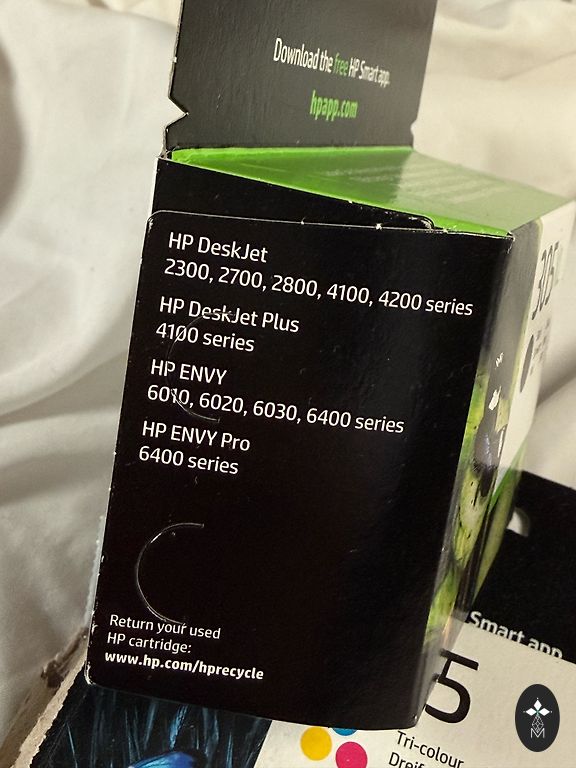 Download the free HP Smart app.
hpapp.com
HP DeskJet
2300, 2700, 2800, 4100, 4200 series
HP DeskJet Plus
4100 series
HP ENVY
6010, 6020, 6030, 6400 series
HP ENVY Pro
6400 series
Return your used
HP cartridge:
www.hp.com/hprecycle
305
Smart app
5
Tri-colour
M